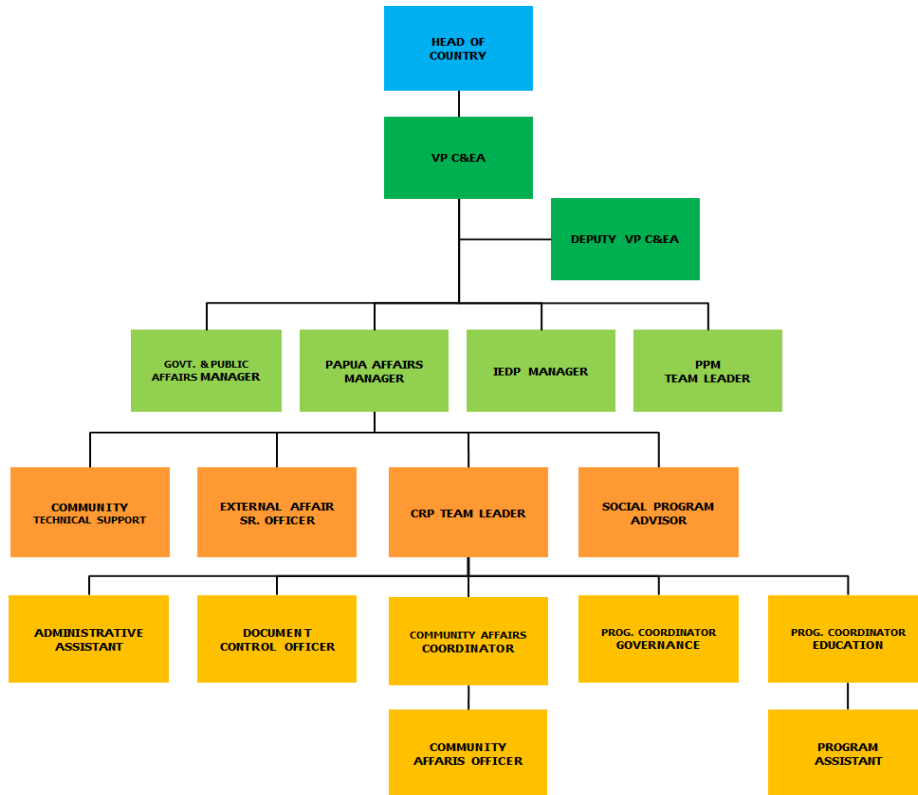 HEAD OF
COUNTRY
VP C&EA
DEPUTY VP C&EA
GOVT. & PUBLIC
AFFAIRS MANAGER
PAPUA AFFAIRS
MANAGER
IEDP MANAGER
PPM
TEAM LEADER
COMMUNITY
TECHNICAL SUPPORT
EXTERNAL AFFAIR
SR. OFFICER
CRP TEAM LEADER
SOCIAL PROGRAM
ADVISOR
ADMINISTRATIVE
ASSISTANT
DOCUMENT
CONTROL OFFICER
COMMUNITY AFFAIRS
COORDINATOR
PROG. COORDINATOR
GOVERNANCE
PROG. COORDINATOR
EDUCATION
COMMUNITY
AFFARIS OFFICER
PROGRAM
ASSISTANT